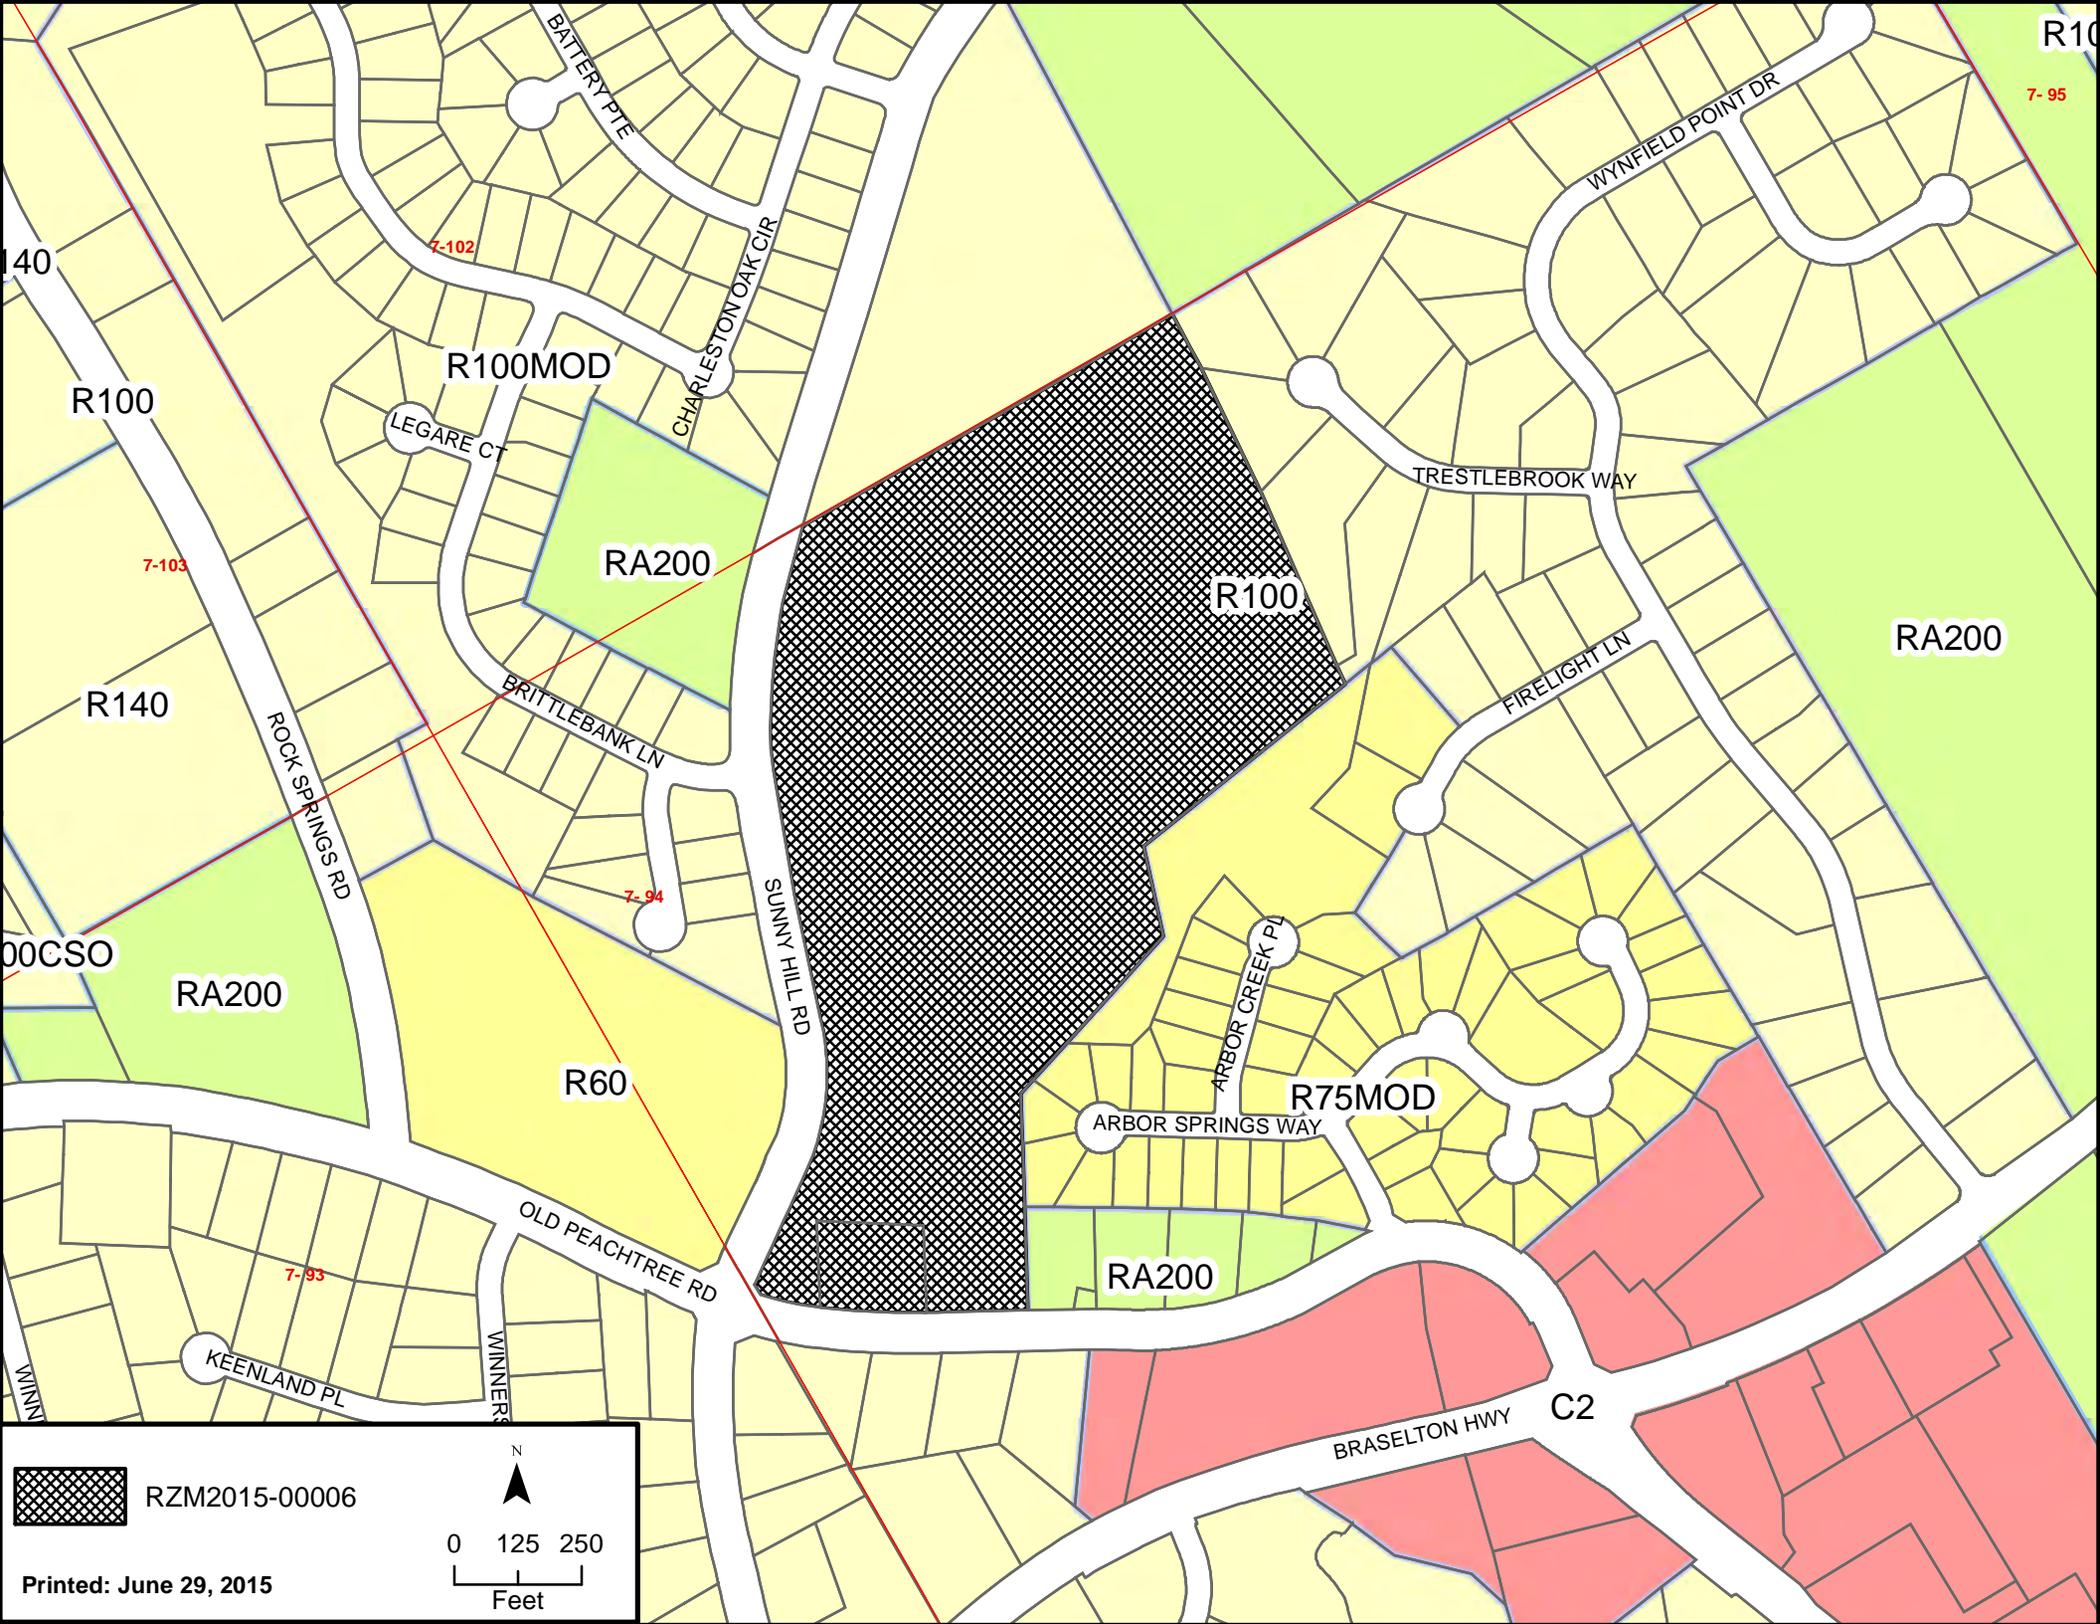 BATTERY PTE
R10
7- 95
WYNFIELD POINT DR
7-102
140
CHARLESTON OAK CIR
R100MOD
R100
LEGARE CT
TRESTLEBROOK WAY
7-103
RA200
R100
RA200
FIRELIGHT LN
R140
BRITTLEBANK LN
ROCK SPRINGS RD
7- 94
SUNNY HILL RD
00CSO
RA200
ARBOR CREEK PL
R60
R75MOD
ARBOR SPRINGS WAY
OLD PEACHTREE RD
7- 93
RA200
WINNERS
KEENLAND PL
WINN
C2
BRASELTON HWY
N
RZM2015-00006
0 125 250
Feet
Printed: June 29, 2015